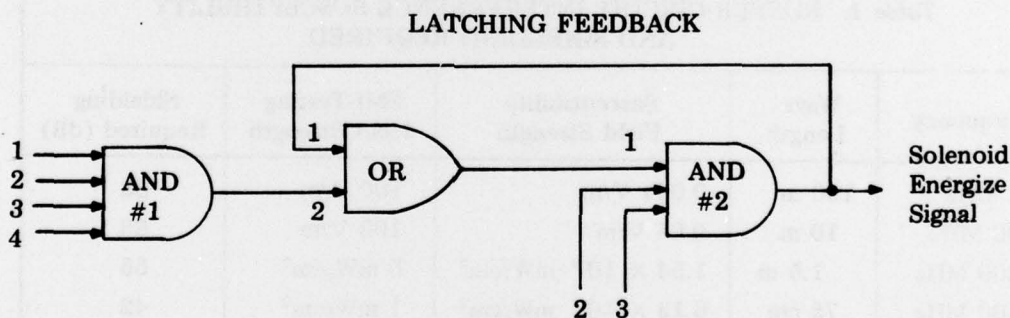 LATCHING FEEDBACK
1
2
3
4
AND
#1
1
2
OR
1
AND
#2
2
3
Solenoid
Energize
Signal